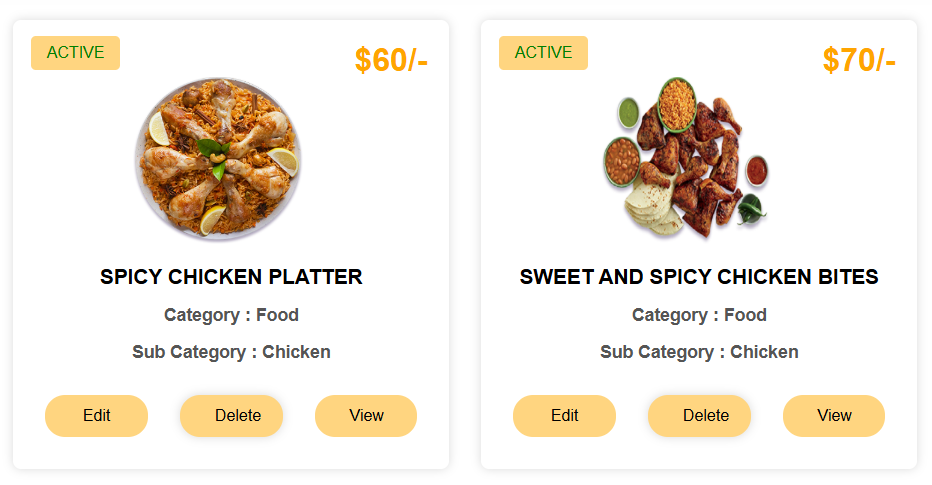 ACTIVE
$60/-
SPICY CHICKEN PLATTER
Category : Food
Sub Category : Chicken
Edit Delete View
ACTIVE
$70/-
SWEET AND SPICY CHICKEN BITES
Category : Food
Sub Category : Chicken
Edit Delete View